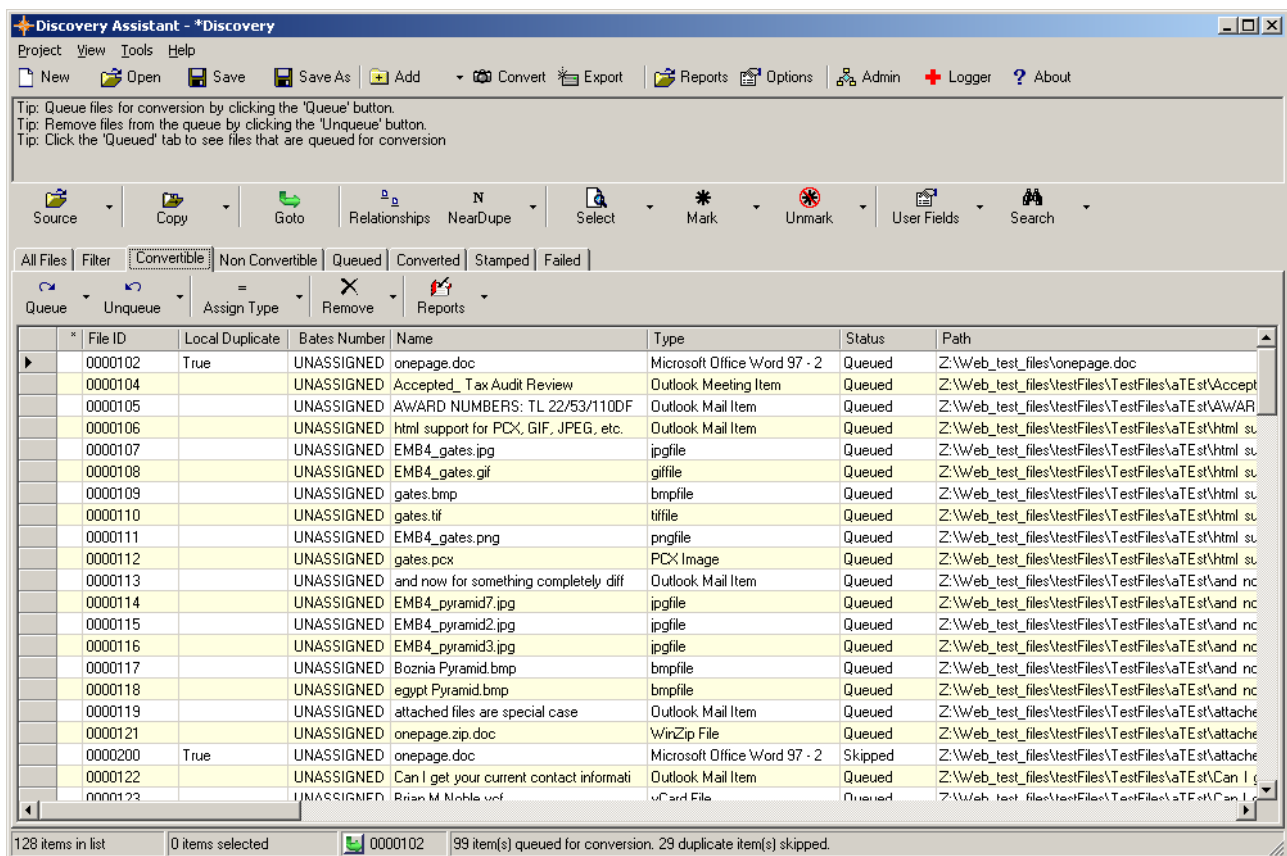 Discovery Assistant - *Discovery
Project View Tools Help
New Open Save Save As Add Convert Export Reports Options Admin Logger ? About
Tip: Queue files for conversion by clicking the 'Queue' button.
Tip: Remove files from the queue by clicking the 'Unqueue' button.
Tip: Click the 'Queued' tab to see files that are queued for conversion
Source Copy Goto Relationships NearDupe Select Mark Unmark User Fields Search
All Files Filter Convertible Non Convertible Queued Converted Stamped Failed
Queue Unqueue Assign Type Remove Reports
* File ID Local Duplicate Bates Number Name Type Status Path
0000102 True UNASSIGNED onepage.doc Microsoft Office Word 97 - 2 Queued Z:\Web_test_files\onepage.doc
0000104 UNASSIGNED Accepted_ Tax Audit Review Outlook Meeting Item Queued Z:\Web_test_files\testFiles\TestFiles\aTEst\Accept
0000105 UNASSIGNED AWARD NUMBERS: TL 22/53/110DF Outlook Mail Item Queued Z:\Web_test_files\testFiles\TestFiles\aTEst\AWAR
0000106 UNASSIGNED html support for PCX, GIF, JPEG, etc. Outlook Mail Item Queued Z:\Web_test_files\testFiles\TestFiles\aTEst\html su
0000107 UNASSIGNED EMB4_gates.jpg jpgfile Queued Z:\Web_test_files\testFiles\TestFiles\aTEst\html su
0000108 UNASSIGNED EMB4_gates.gif giffile Queued Z:\Web_test_files\testFiles\TestFiles\aTEst\html su
0000109 UNASSIGNED gates.bmp bmpfile Queued Z:\Web_test_files\testFiles\TestFiles\aTEst\html su
0000110 UNASSIGNED gates.tif tiffile Queued Z:\Web_test_files\testFiles\TestFiles\aTEst\html su
0000111 UNASSIGNED EMB4_gates.png pngfile Queued Z:\Web_test_files\testFiles\TestFiles\aTEst\html su
0000112 UNASSIGNED gates.pcx PCX Image Queued Z:\Web_test_files\testFiles\TestFiles\aTEst\html su
0000113 UNASSIGNED and now for something completely diff Outlook Mail Item Queued Z:\Web_test_files\testFiles\TestFiles\aTEst\and no
0000114 UNASSIGNED EMB4_pyramid7.jpg jpgfile Queued Z:\Web_test_files\testFiles\TestFiles\aTEst\and no
0000115 UNASSIGNED EMB4_pyramid2.jpg jpgfile Queued Z:\Web_test_files\testFiles\TestFiles\aTEst\and no
0000116 UNASSIGNED EMB4_pyramid3.jpg jpgfile Queued Z:\Web_test_files\testFiles\TestFiles\aTEst\and no
0000117 UNASSIGNED Boznia Pyramid.bmp bmpfile Queued Z:\Web_test_files\testFiles\TestFiles\aTEst\and no
0000118 UNASSIGNED egypt Pyramid.bmp bmpfile Queued Z:\Web_test_files\testFiles\TestFiles\aTEst\and no
0000119 UNASSIGNED attached files are special case Outlook Mail Item Queued Z:\Web_test_files\testFiles\TestFiles\aTEst\attache
0000121 UNASSIGNED onepage.zip.doc WinZip File Queued Z:\Web_test_files\testFiles\TestFiles\aTEst\attache
0000200 True UNASSIGNED onepage.doc Microsoft Office Word 97 - 2 Skipped Z:\Web_test_files\testFiles\TestFiles\aTEst\attache
0000122 UNASSIGNED Can I get your current contact informati Outlook Mail Item Queued Z:\Web_test_files\testFiles\TestFiles\aTEst\Can I g
0000123 UNASSIGNED Brian M Noble.vcf vCard File Queued Z:\Web_test_files\testFiles\TestFiles\aTEst\Can I g
128 items in list 0 items selected 0000102 99 item(s) queued for conversion. 29 duplicate item(s) skipped.